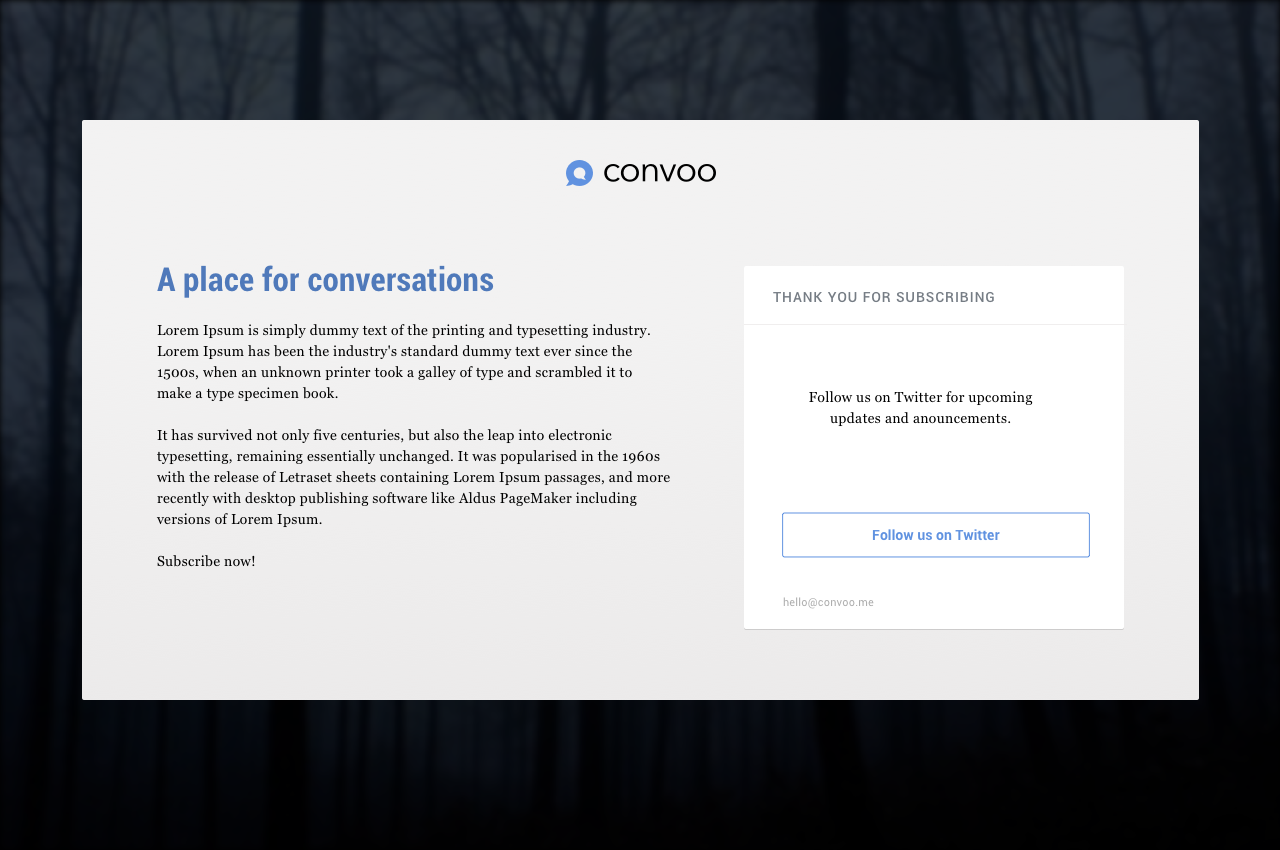 convoo
A place for conversations
Lorem Ipsum is simply dummy text of the printing and typesetting industry.
Lorem Ipsum has been the industry's standard dummy text ever since the
1500s, when an unknown printer took a galley of type and scrambled it to
make a type specimen book.
It has survived not only five centuries, but also the leap into electronic
typesetting, remaining essentially unchanged. It was popularised in the 1960s
with the release of Letraset sheets containing Lorem Ipsum passages, and more
recently with desktop publishing software like Aldus PageMaker including
versions of Lorem Ipsum.
Subscribe now!
THANK YOU FOR SUBSCRIBING
Follow us on Twitter for upcoming
updates and anouncements.
Follow us on Twitter
hello@convoo.me